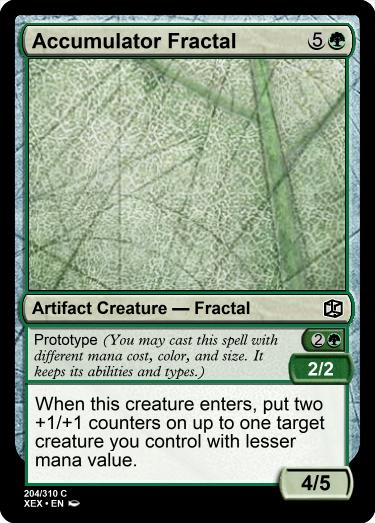 Accumulator Fractal 5
Artifact Creature — Fractal
Prototype (You may cast this spell with 2
different mana cost, color, and size. It
keeps its abilities and types.) 2/2
When this creature enters, put two
+1/+1 counters on up to one target
creature you control with lesser
mana value.
4/5
204/310 C
XEX • EN